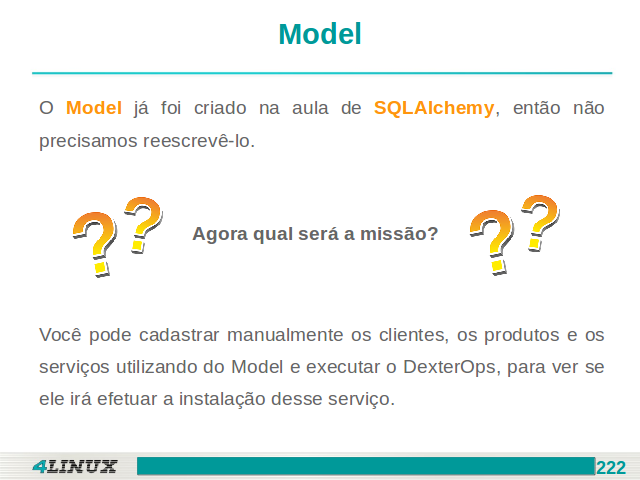 Model
O Model já foi criado na aula de SQLAlchemy, então não
precisamos reescrevê-lo.
? ? Agora qual será a missão? ? ?
Você pode cadastrar manualmente os clientes, os produtos e os
serviços utilizando do Model e executar o DexterOps, para ver se
ele irá efetuar a instalação desse serviço.
4LINUX 222